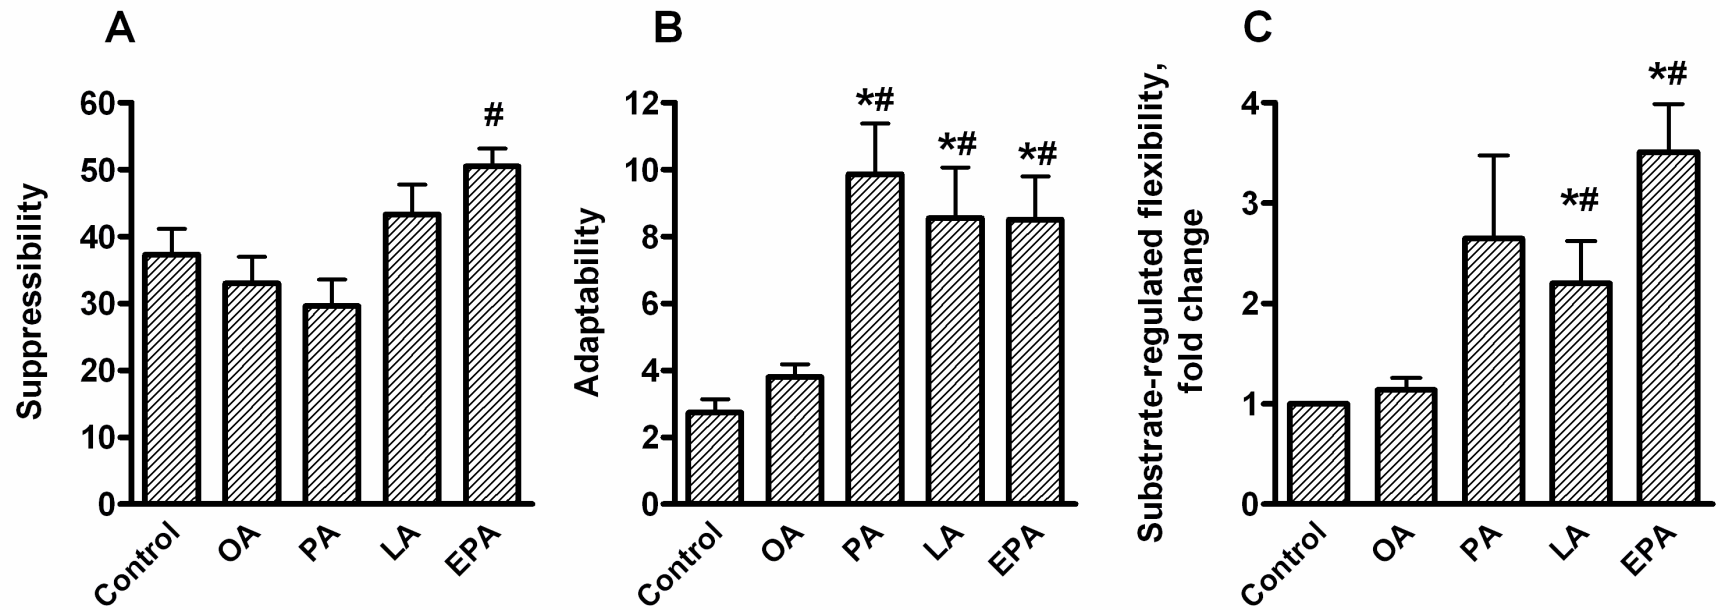 A
Suppressibility
60
50
40
30
20
10
0
#
Control
OA
PA
LA
EPA
B
Adaptability
12
10
8
6
4
2
0
*#
*#
*#
Control
OA
PA
LA
EPA
C
Substrate-regulated flexibility,
fold change
4
3
2
1
0
*#
*#
Control
OA
PA
LA
EPA